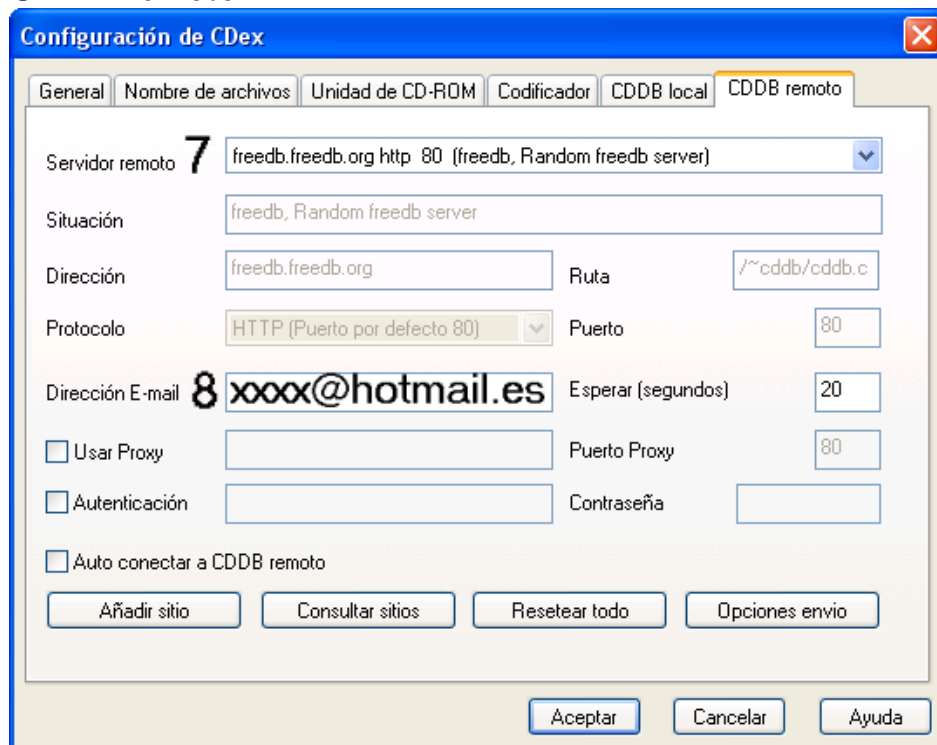 Configuración de CDex
General Nombre de archivos Unidad de CD-ROM Codificador CDDB local CDDB remoto
Servidor remoto 7 freedb.freedb.org http 80 (freedb, Random freedb server)
Situación freedb, Random freedb server
Dirección freedb.freedb.org Ruta /~cddb/cddb.c
Protocolo HTTP (Puerto por defecto 80) Puerto 80
Dirección E-mail 8 xxxx@hotmail.es Esperar (segundos) 20
Usar Proxy Puerto Proxy 80
Autenticación Contraseña
Auto conectar a CDDB remoto
Añadir sitio Consultar sitios Resetear todo Opciones envio
Aceptar Cancelar Ayuda